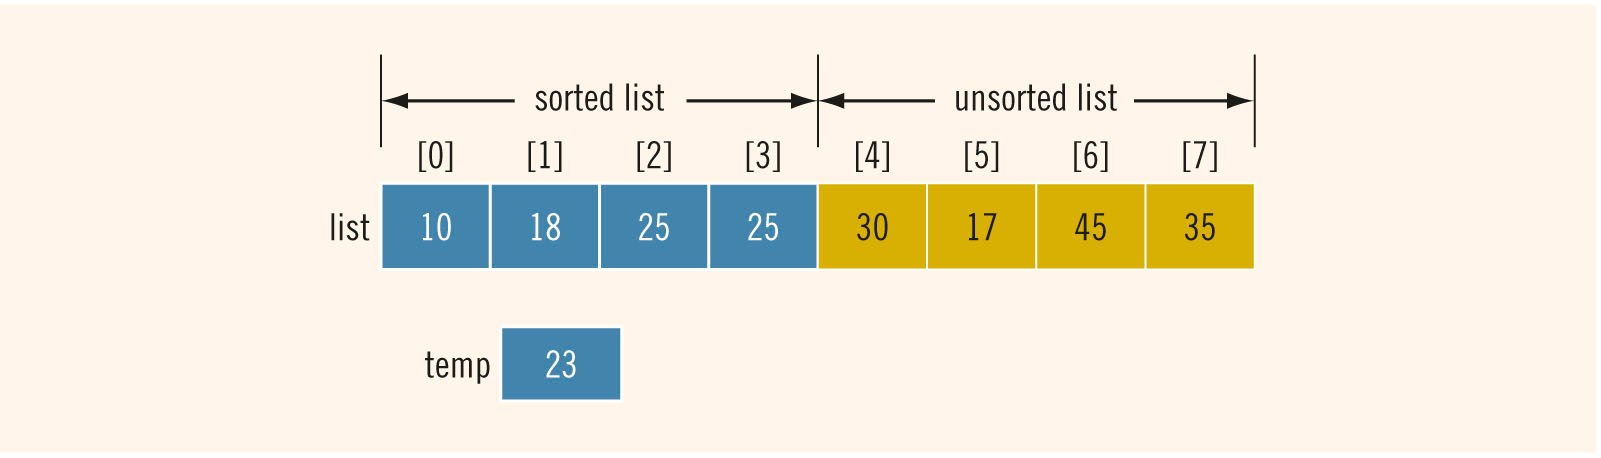 sorted list unsorted list
[0] [1] [2] [3] [4] [5] [6] [7]
list 10 18 25 25 30 17 45 35
temp 23